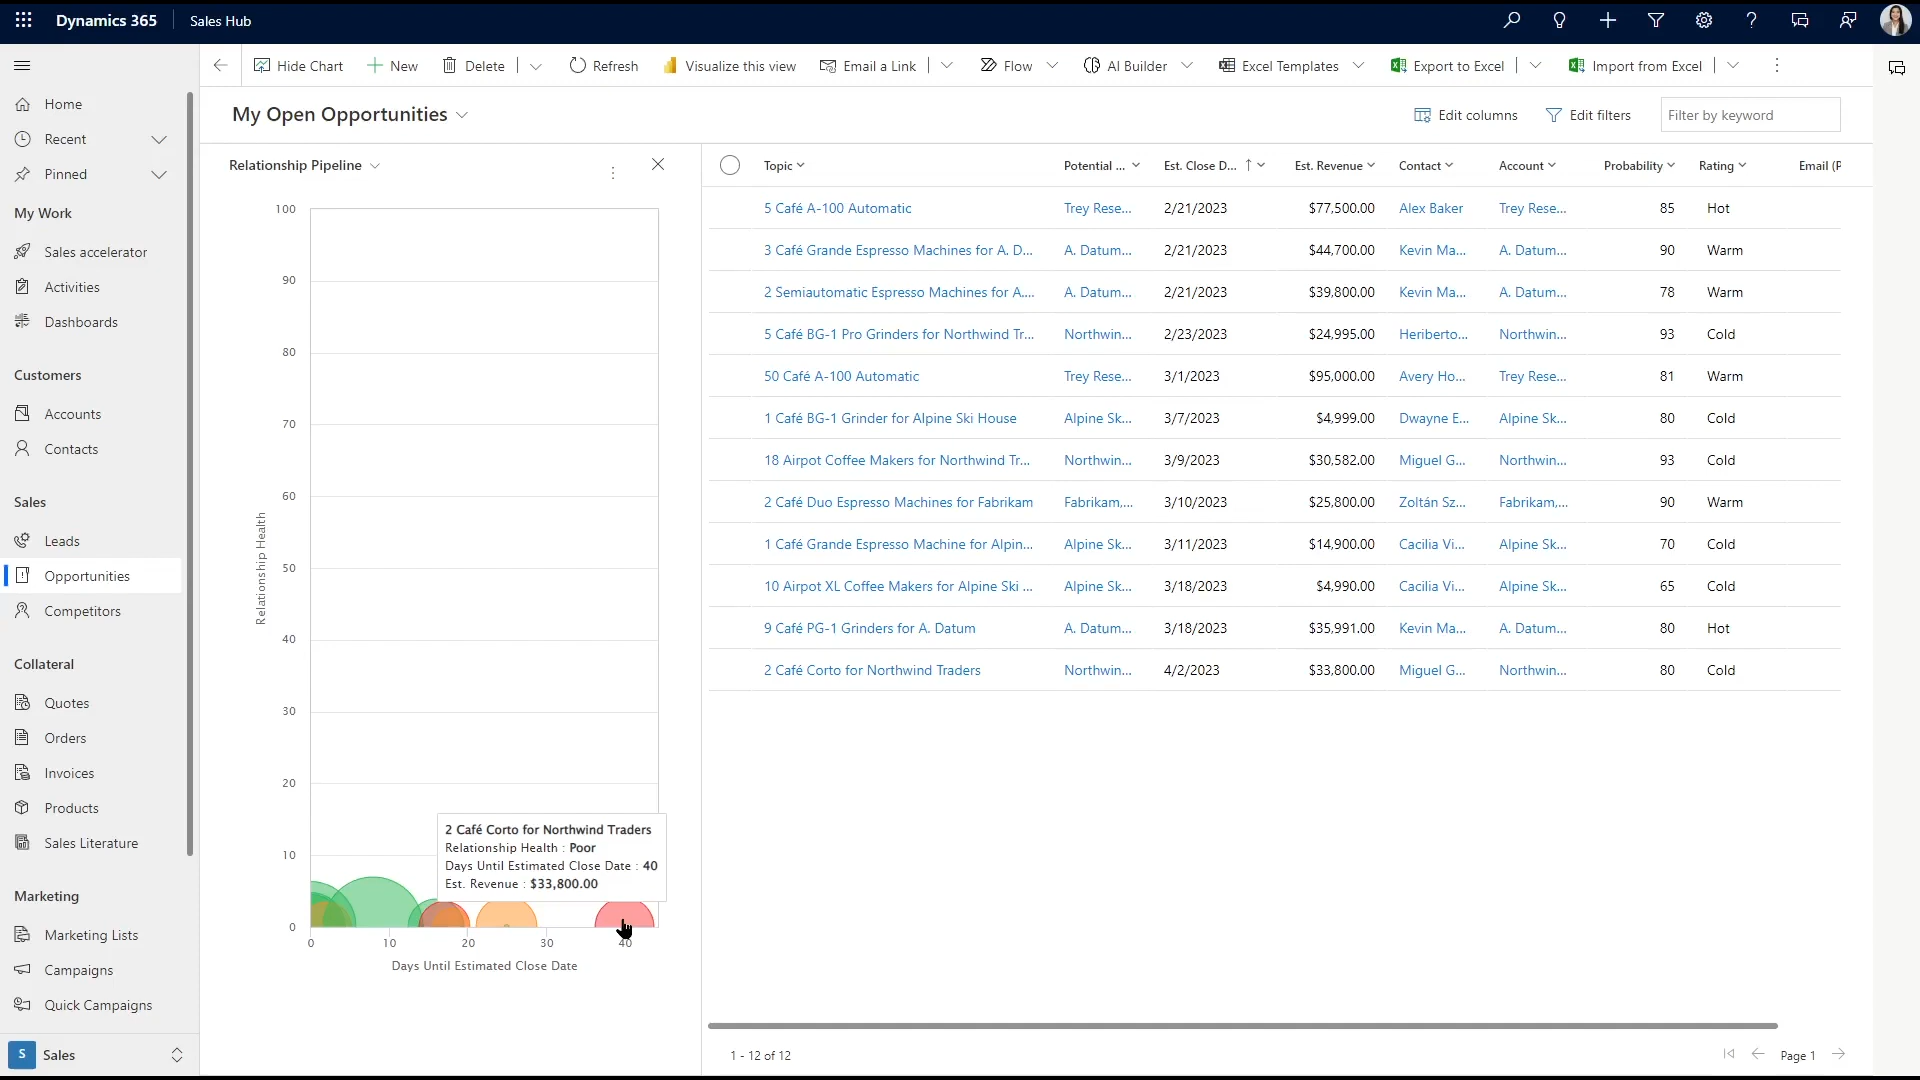 Dynamics 365 Sales Hub
Hide Chart New Delete Refresh Visualize this view Email a Link Flow AI Builder Excel Templates Export to Excel Import from Excel
Home
Recent
Pinned
My Work
Sales accelerator
Activities
Dashboards
Customers
Accounts
Contacts
Sales
Leads
Opportunities
Competitors
Collateral
Quotes
Orders
Invoices
Products
Sales Literature
Marketing
Marketing Lists
Campaigns
Quick Campaigns
S Sales
My Open Opportunities Edit columns Edit filters Filter by keyword
Relationship Pipeline
100
90
80
70
60
50
40
30
20
10
0
Relationship Health
2 Café Corto for Northwind Traders
Relationship Health : Poor
Days Until Estimated Close Date : 40
Est. Revenue : $33,800.00
0 10 20 30 40
Days Until Estimated Close Date
Topic Potential ... Est. Close D... Est. Revenue Contact Account Probability Rating Email (P
5 Café A-100 Automatic Trey Rese... 2/21/2023 $77,500.00 Alex Baker Trey Rese... 85 Hot
3 Café Grande Espresso Machines for A. D... A. Datum... 2/21/2023 $44,700.00 Kevin Ma... A. Datum... 90 Warm
2 Semiautomatic Espresso Machines for A.... A. Datum... 2/21/2023 $39,800.00 Kevin Ma... A. Datum... 78 Warm
5 Café BG-1 Pro Grinders for Northwind Tr... Northwin... 2/23/2023 $24,995.00 Heriberto... Northwin... 93 Cold
50 Café A-100 Automatic Trey Rese... 3/1/2023 $95,000.00 Avery Ho... Trey Rese... 81 Warm
1 Café BG-1 Grinder for Alpine Ski House Alpine Sk... 3/7/2023 $4,999.00 Dwayne E... Alpine Sk... 80 Cold
18 Airpot Coffee Makers for Northwind Tr... Northwin... 3/9/2023 $30,582.00 Miguel G... Northwin... 93 Cold
2 Café Duo Espresso Machines for Fabrikam Fabrikam,... 3/10/2023 $25,800.00 Zoltán Sz... Fabrikam,... 90 Warm
1 Café Grande Espresso Machine for Alpin... Alpine Sk... 3/11/2023 $14,900.00 Cacilia Vi... Alpine Sk... 70 Cold
10 Airpot XL Coffee Makers for Alpine Ski ... Alpine Sk... 3/18/2023 $4,990.00 Cacilia Vi... Alpine Sk... 65 Cold
9 Café PG-1 Grinders for A. Datum A. Datum... 3/18/2023 $35,991.00 Kevin Ma... A. Datum... 80 Hot
2 Café Corto for Northwind Traders Northwin... 4/2/2023 $33,800.00 Miguel G... Northwin... 80 Cold
1 - 12 of 12 Page 1